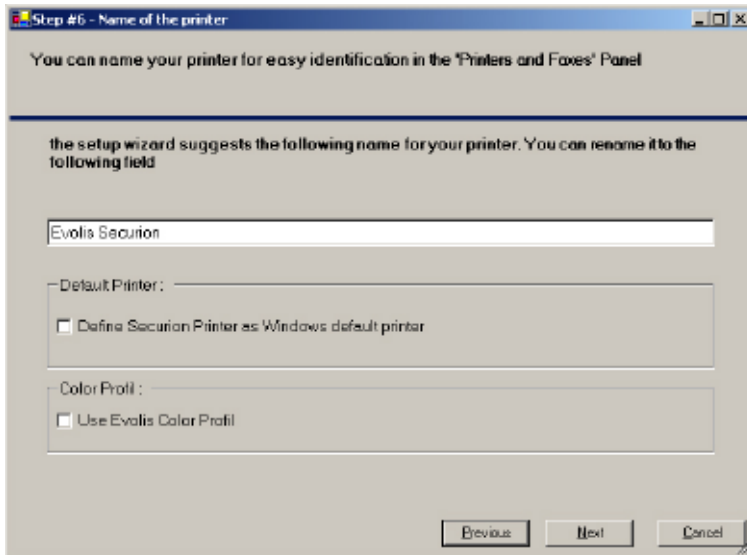 Step #6 - Name of the printer
You can name your printer for easy identification in the "Printers and Faxes" Panel
the setup wizard suggests the following name for your printer. You can rename it to the
following field
Evolis Securion
Default Printer :
Define Securion Printer as Windows default printer
Color Profil :
Use Evolis Color Profil
Previous
Next
Cancel